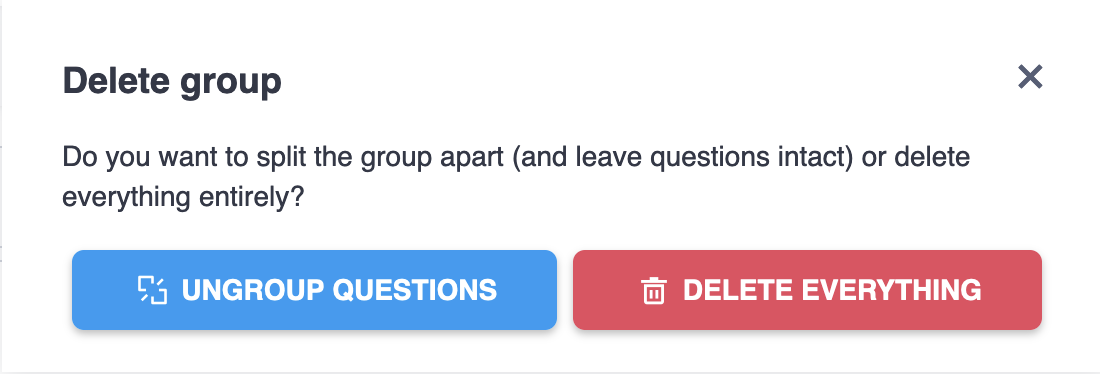 Delete group
Do you want to split the group apart (and leave questions intact) or delete
everything entirely?
UNGROUP QUESTIONS
DELETE EVERYTHING